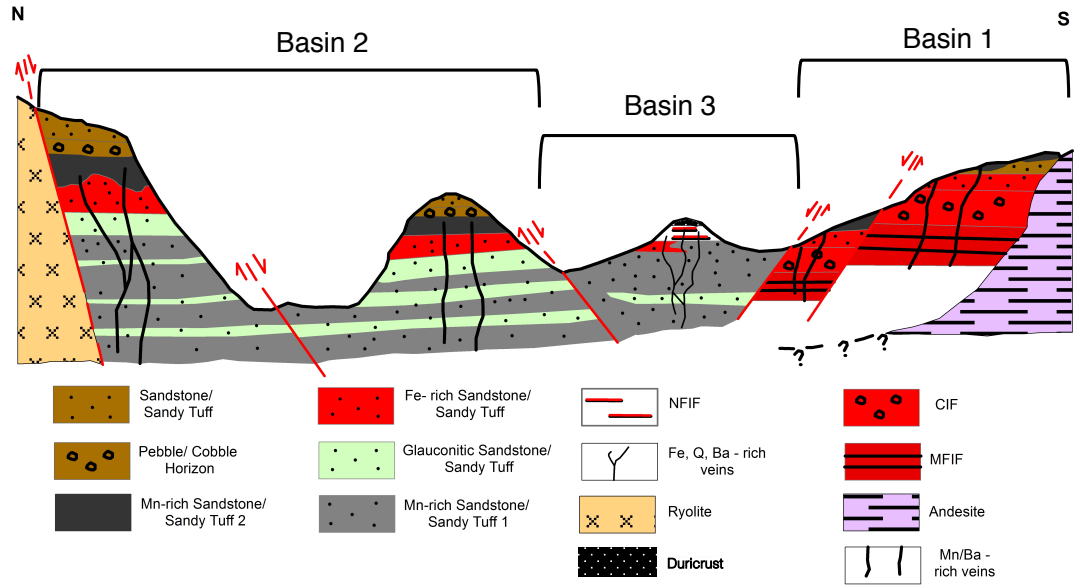 N
S
Basin 2
Basin 1
Basin 3
? ? ?
Sandstone/
Sandy Tuff
Fe- rich Sandstone/
Sandy Tuff
NFIF
CIF
Pebble/ Cobble
Horizon
Glauconitic Sandstone/
Sandy Tuff
Fe, Q, Ba - rich
veins
MFIF
Mn-rich Sandstone/
Sandy Tuff 2
Mn-rich Sandstone/
Sandy Tuff 1
Ryolite
Andesite
Duricrust
Mn/Ba -
rich veins